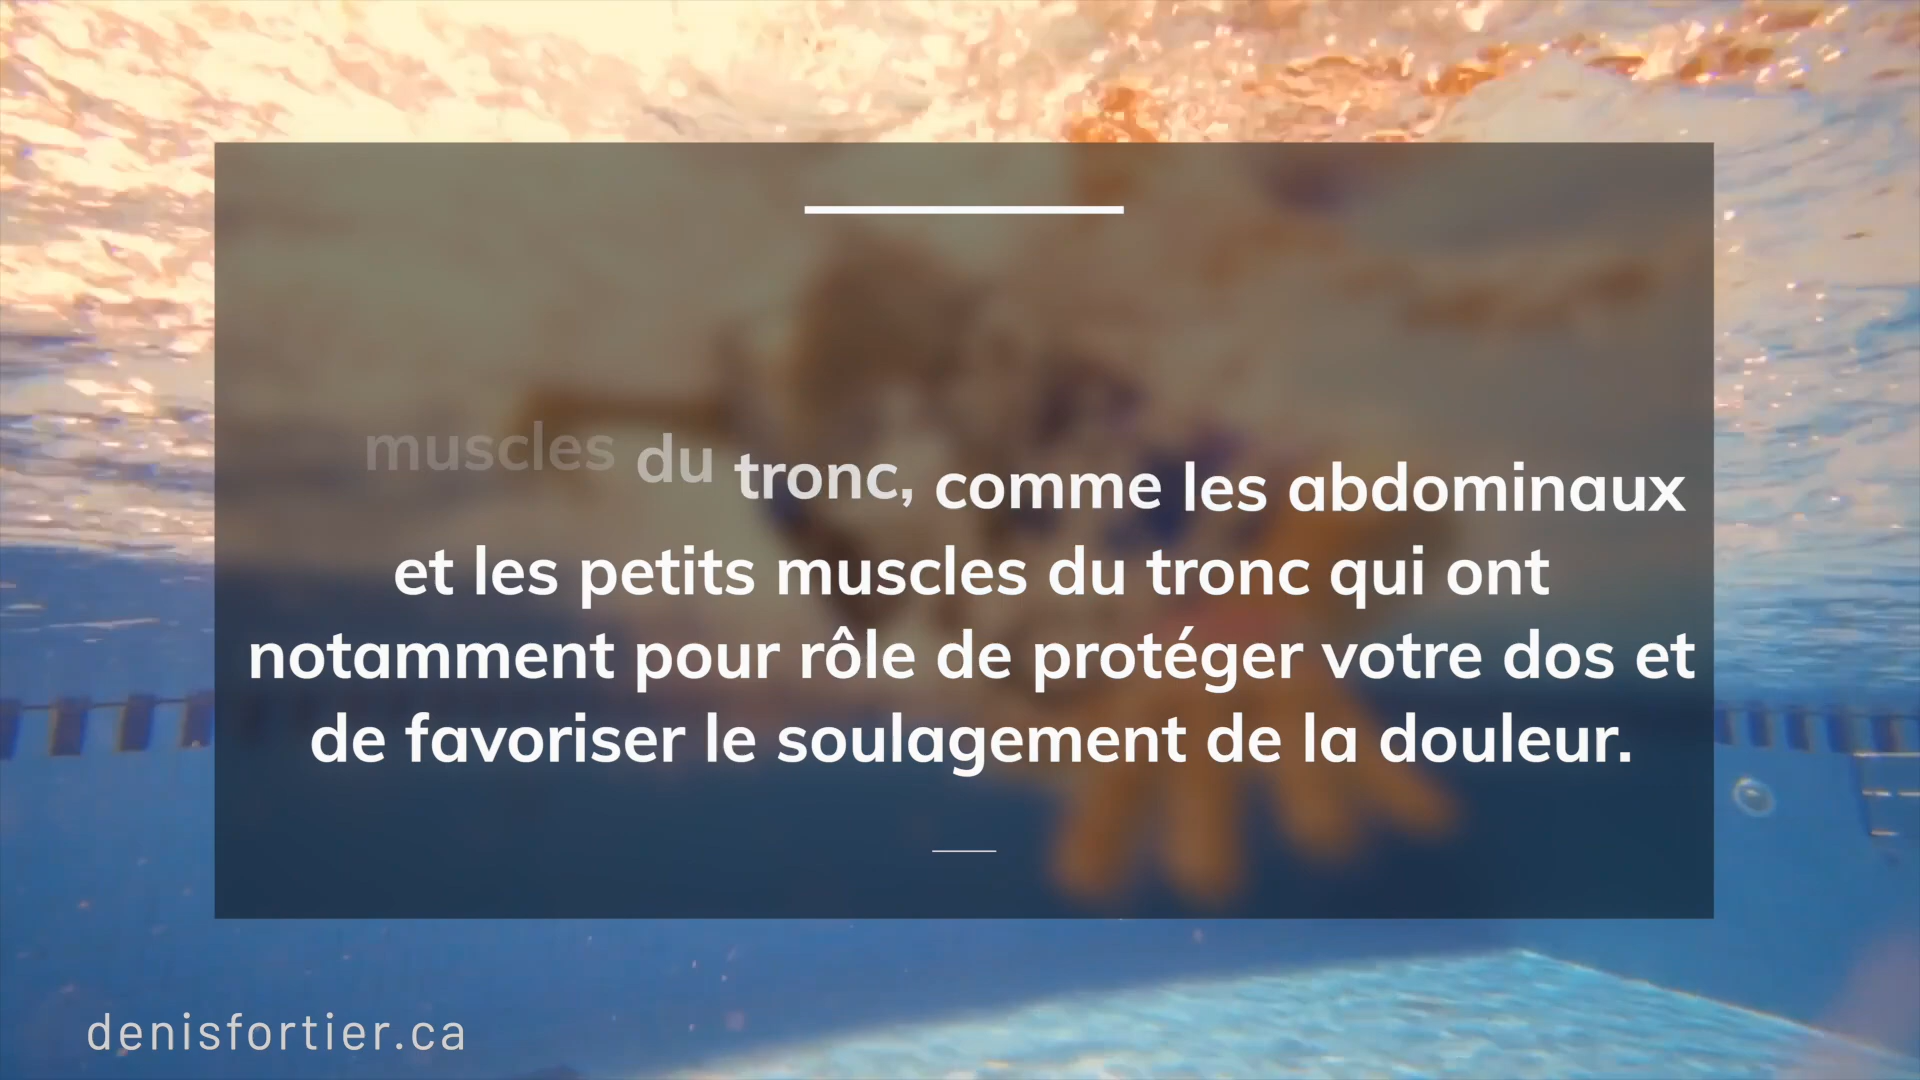 muscles du tronc, comme les abdominaux
et les petits muscles du tronc qui ont
notamment pour rôle de protéger votre dos et
de favoriser le soulagement de la douleur.
denisfortier.ca